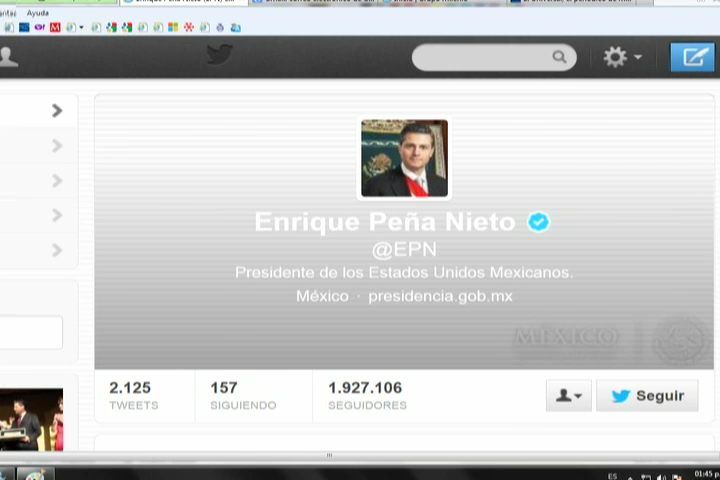 Ayuda
Enrique Peña Nieto
@EPN
Presidente de los Estados Unidos Mexicanos.
México · presidencia.gob.mx
MÉXICO
2.125 157 1.927.106
TWEETS SIGUIENDO SEGUIDORES
Seguir
ES
01:45 p.